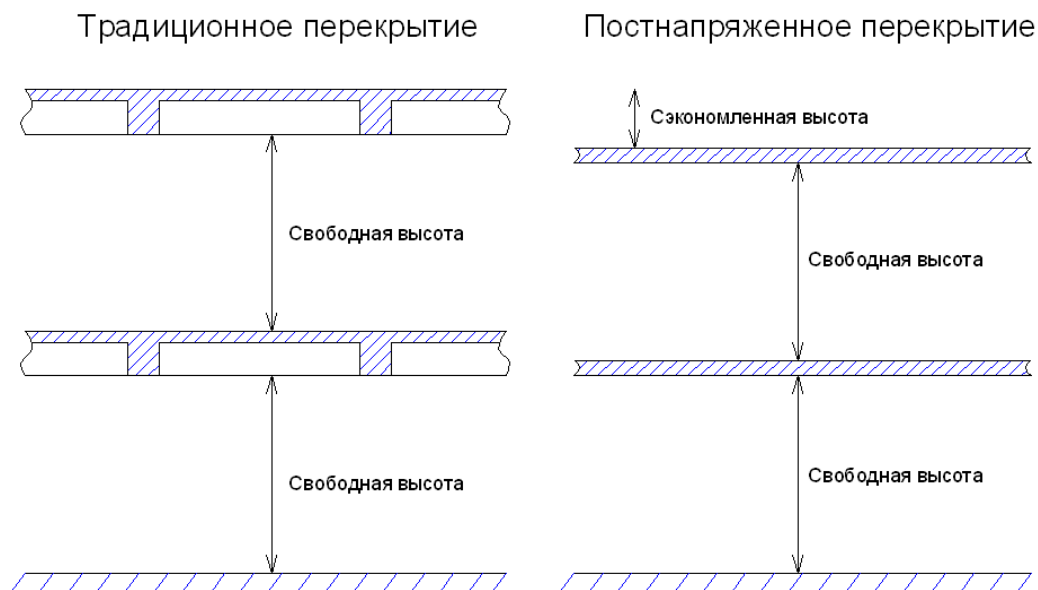 Традиционное перекрытие
Постнапряженное перекрытие
Сэкономленная высота
Свободная высота
Свободная высота
Свободная высота
Свободная высота